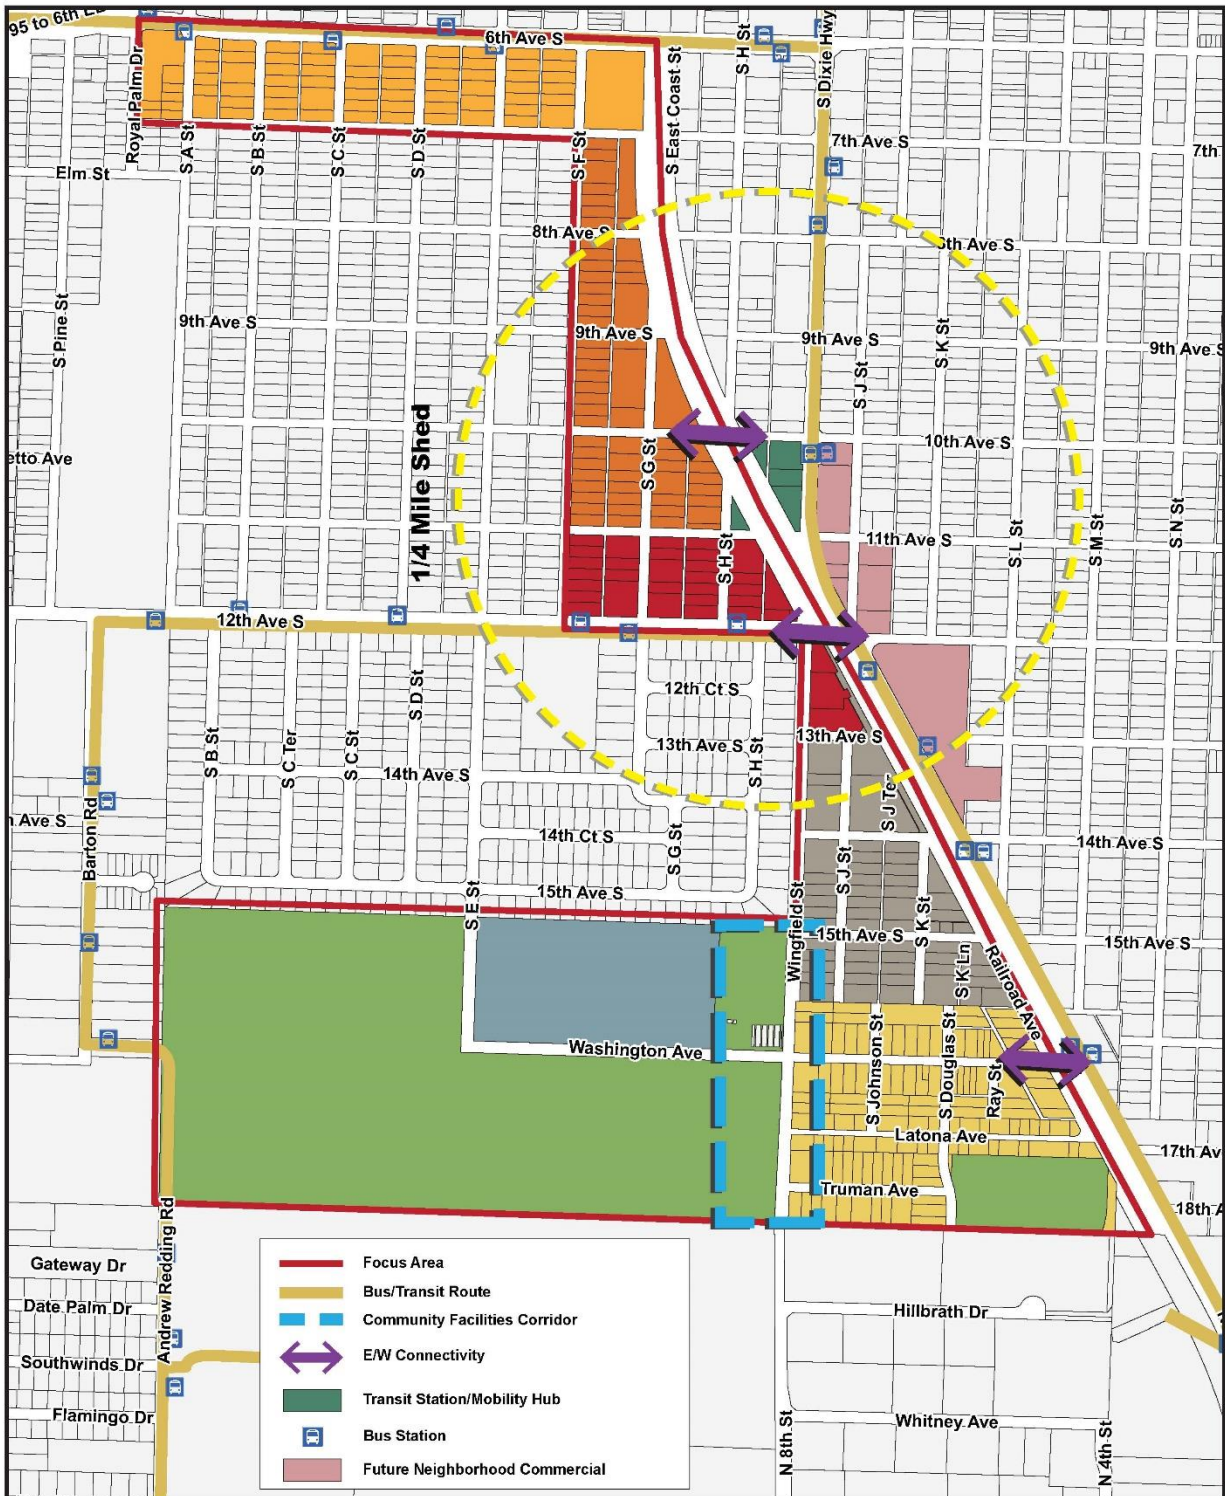 95 to 6th
6th Ave S
Royal Palm Dr
S A St
S B St
S C St
S D St
S F St
S East Coast St
S H St
S Dixie Hwy
7th Ave S
7th
Elm St
8th Ave S
6th Ave S
S Pine St
9th Ave S
9th Ave S
9th Ave S
9th Ave S
S J St
S K St
1/4 Mile Shed
etto Ave
S G St
10th Ave S
S H St
11th Ave S
S L St
S M St
S N St
12th Ave S
12th Ct S
S D St
S B St
S C Ter
S C St
13th Ave S
S H St
13th Ave S
14th Ave S
S J Te
Ave S
Barton Rd
14th Ct S
S G St
14th Ave S
S J St
15th Ave S
S E St
Wingfield St
S K St
15th Ave S
15th Ave S
S K Ln
Railroad Ave
Washington Ave
S Johnson St
S Douglas St
Ray St
Latona Ave
17th Av
Truman Ave
18th A
Andrew Redding Rd
Gateway Dr
Date Palm Dr
Southwinds Dr
Flamingo Dr
Hillbrath Dr
Whitney Ave
N 8th St
N 4th St
Focus Area
Bus/Transit Route
Community Facilities Corridor
E/W Connectivity
Transit Station/Mobility Hub
Bus Station
Future Neighborhood Commercial